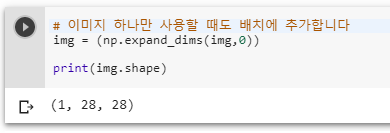 # 이미지 하나만 사용할 때도 배치에 추가합니다
img = (np.expand_dims(img,0))
print(img.shape)
(1, 28, 28)